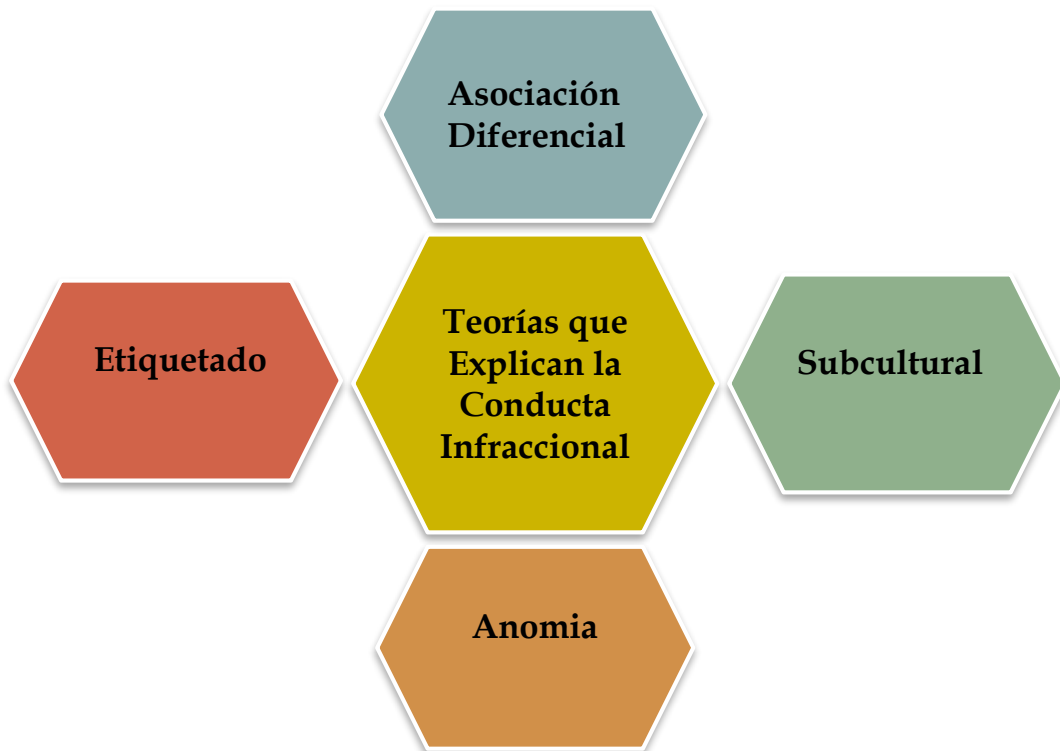 Asociación
Diferencial
Etiquetado
Teorías que
Explican la
Conducta
Infraccional
Subcultural
Anomia